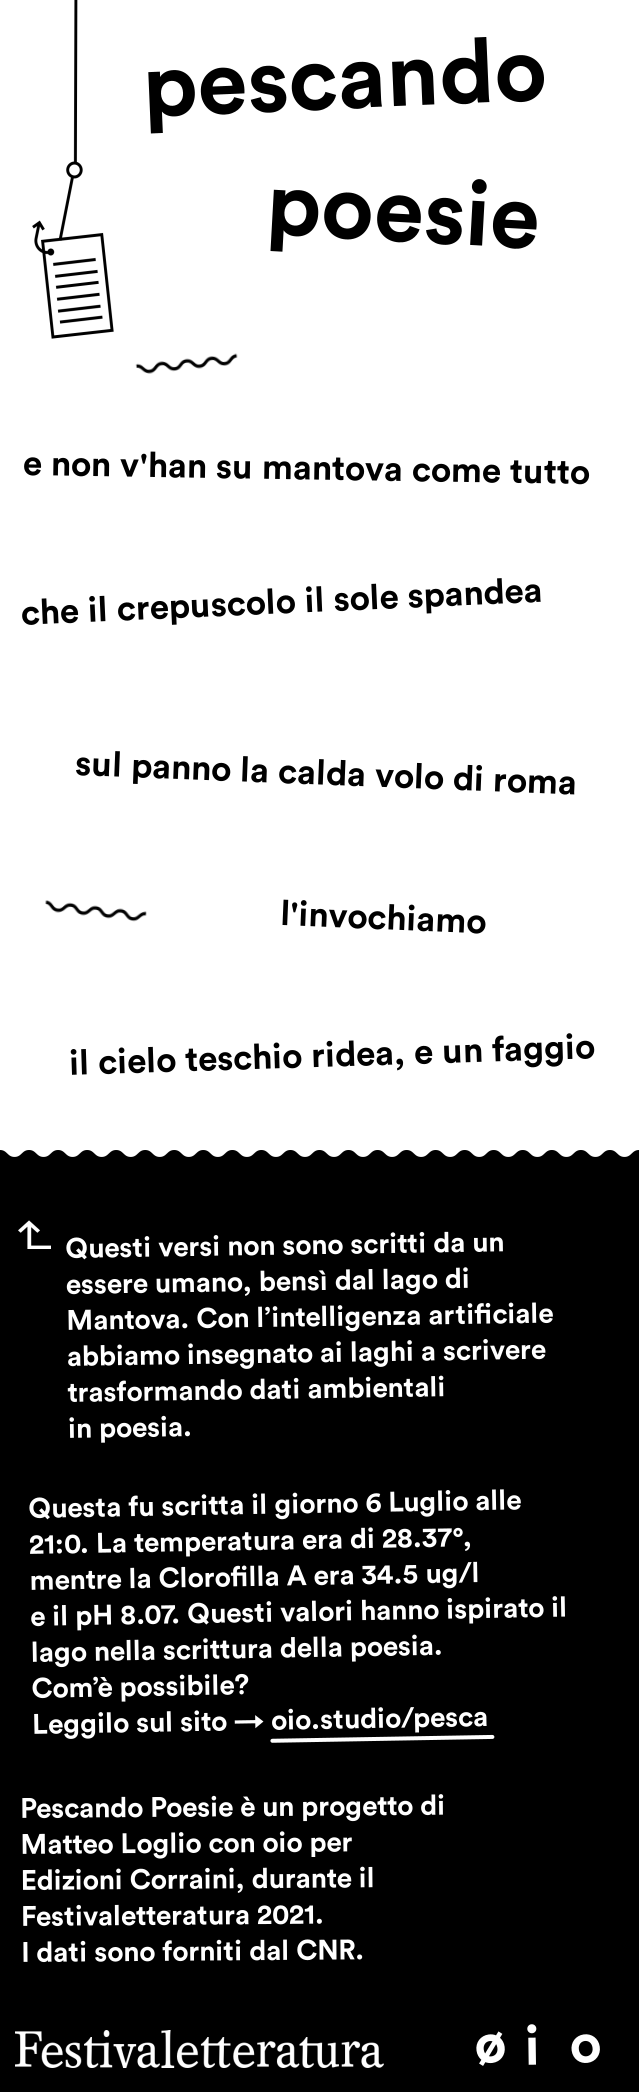 pescando
poesie
e non v'han su mantova come tutto
che il crepuscolo il sole spandea
sul panno la calda volo di roma
l'invochiamo
il cielo teschio ridea, e un faggio
Questi versi non sono scritti da un
essere umano, bensì dal lago di
Mantova. Con l’intelligenza artificiale
abbiamo insegnato ai laghi a scrivere
trasformando dati ambientali
in poesia.
Questa fu scritta il giorno 6 Luglio alle
21:0. La temperatura era di 28.37°,
mentre la Clorofilla A era 34.5 ug/l
e il pH 8.07. Questi valori hanno ispirato il
lago nella scrittura della poesia.
Com’è possibile?
Leggilo sul sito → oio.studio/pesca
Pescando Poesie è un progetto di
Matteo Loglio con oio per
Edizioni Corraini, durante il
Festivaletteratura 2021.
I dati sono forniti dal CNR.
Festivaletteratura ø i o